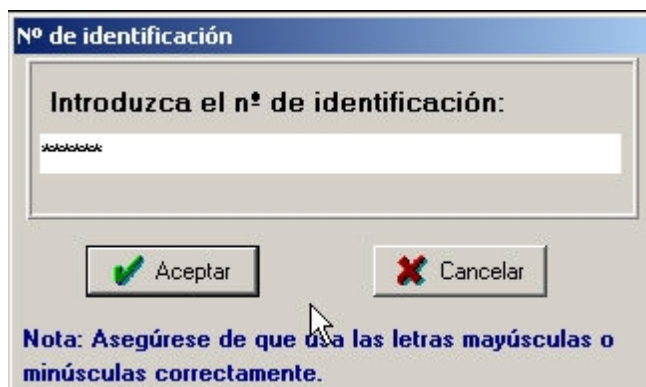 Nº de identificación
Introduzca el nº de identificación:
*******
Aceptar
Cancelar
Nota: Asegúrese de que usa las letras mayúsculas o
minúsculas correctamente.